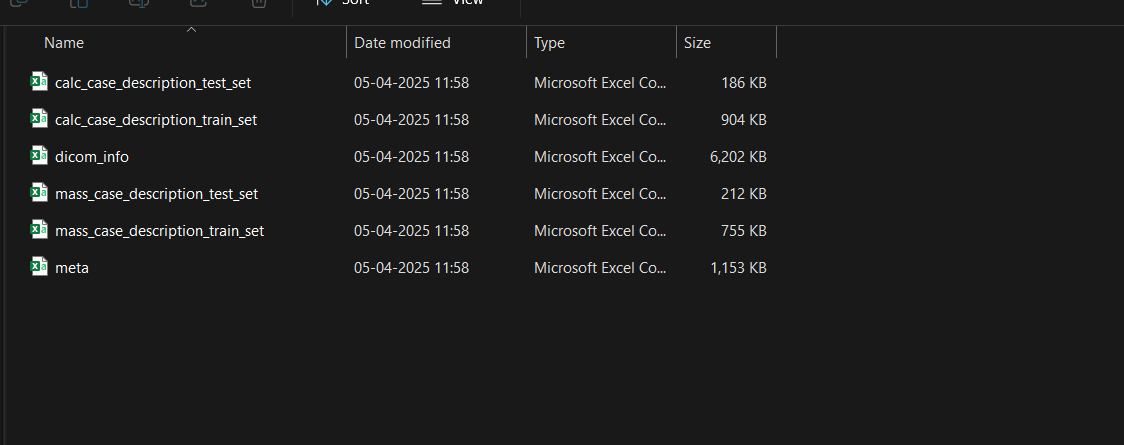 Sort View
Name Date modified Type Size
calc_case_description_test_set 05-04-2025 11:58 Microsoft Excel Co... 186 KB
calc_case_description_train_set 05-04-2025 11:58 Microsoft Excel Co... 904 KB
dicom_info 05-04-2025 11:58 Microsoft Excel Co... 6,202 KB
mass_case_description_test_set 05-04-2025 11:58 Microsoft Excel Co... 212 KB
mass_case_description_train_set 05-04-2025 11:58 Microsoft Excel Co... 755 KB
meta 05-04-2025 11:58 Microsoft Excel Co... 1,153 KB